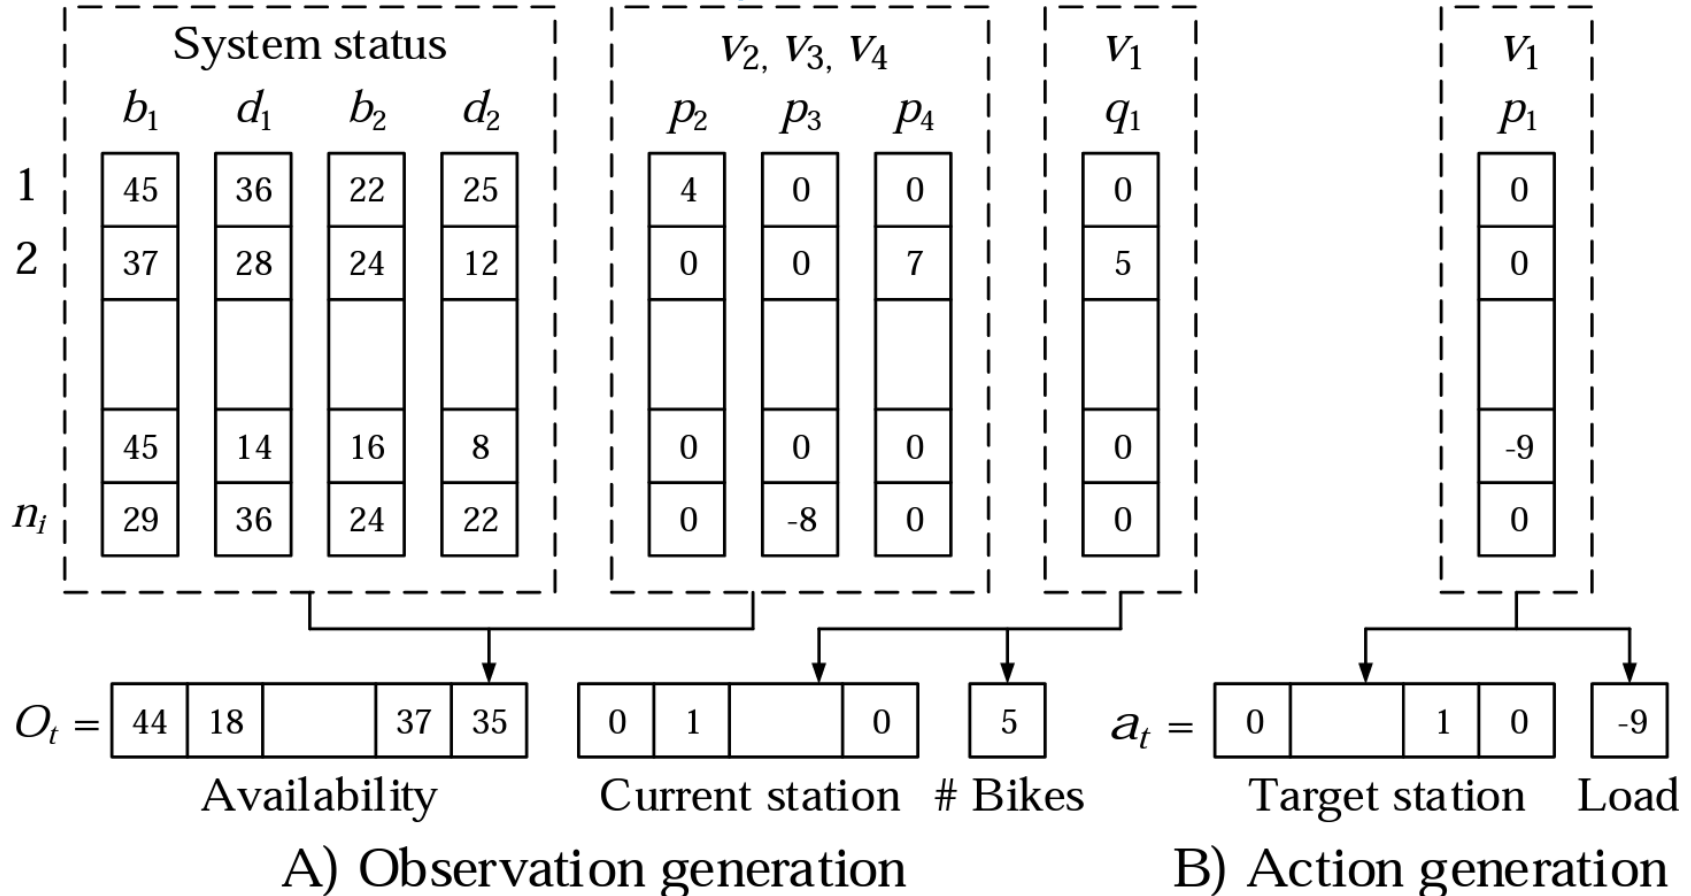 System status v₂, v₃, v₄ v₁ v₁
b₁ d₁ b₂ d₂ p₂ p₃ p₄ q₁ p₁
1 45 36 22 25 4 0 0 0 0
2 37 28 24 12 0 0 7 5 0
45 14 16 8 0 0 0 0 -9
nᵢ 29 36 24 22 0 -8 0 0 0
Oₜ = 44 18 37 35 0 1 0 5 aₜ = 0 1 0 -9
Availability Current station # Bikes Target station Load
A) Observation generation B) Action generation